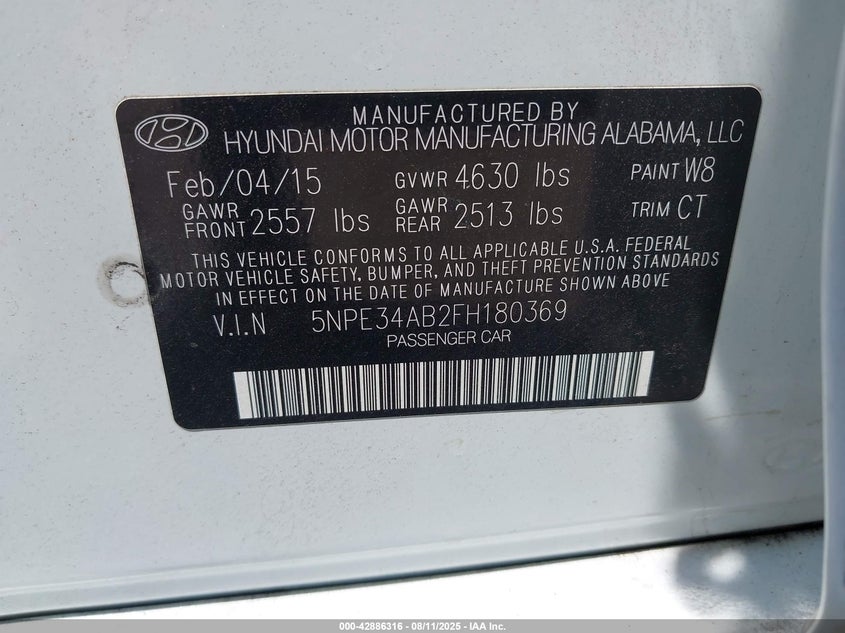 MANUFACTURED BY
HYUNDAI MOTOR MANUFACTURING ALABAMA, LLC
Feb/04/15 GVWR 4630 lbs PAINT W8
GAWR FRONT 2557 lbs GAWR REAR 2513 lbs TRIM CT
THIS VEHICLE CONFORMS TO ALL APPLICABLE U.S.A. FEDERAL
MOTOR VEHICLE SAFETY, BUMPER, AND THEFT PREVENTION STANDARDS
IN EFFECT ON THE DATE OF MANUFACTURE SHOWN ABOVE
V.I.N 5NPE34AB2FH180369
PASSENGER CAR
000-42886316 - 08/11/2025 - IAA Inc.